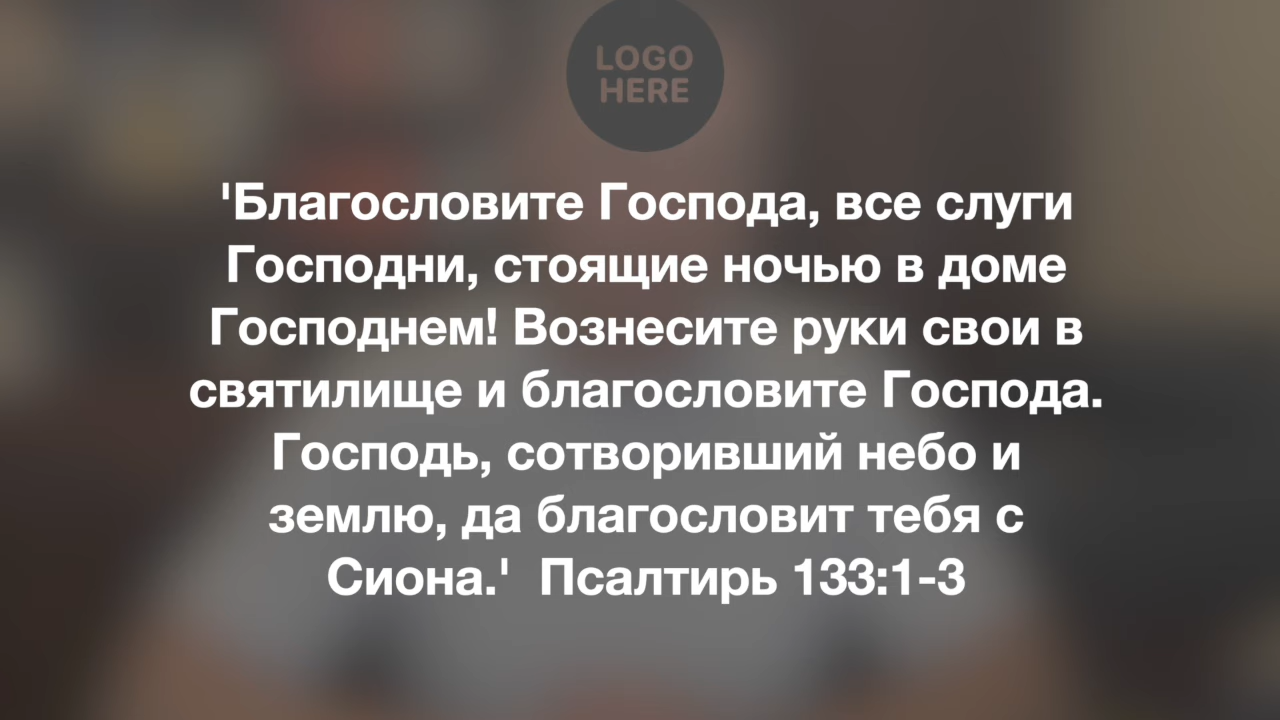 LOGO
HERE
'Благословите Господа, все слуги
Господни, стоящие ночью в доме
Господнем! Вознесите руки свои в
святилище и благословите Господа.
Господь, сотворивший небо и
землю, да благословит тебя с
Сиона.'  Псалтирь 133:1-3